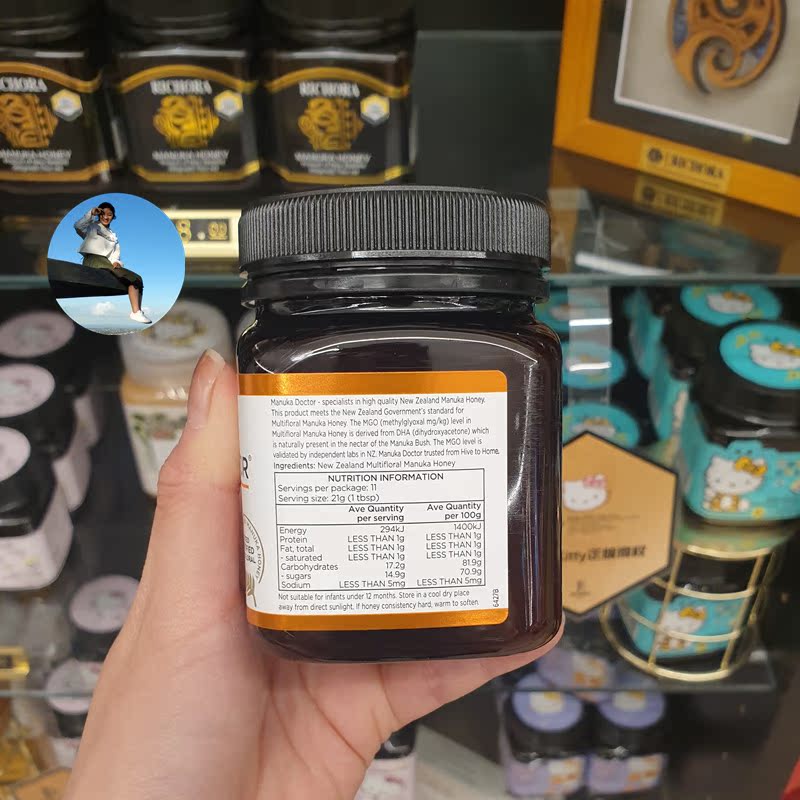 RICHORA
RICHORA
RICHORA
MANUKA HONEY
MANUKA HONEY
MANUKA HONEY
RICHORA
Manuka Doctor - specialists in high quality New Zealand Manuka Honey.
This product meets the New Zealand Government's standard for
Multifloral Manuka Honey. The MGO (methylglyoxal mg/kg) level in
Multifloral Manuka Honey is derived from DHA (dihydroxyacetone) which
is naturally present in the nectar of the Manuka Bush. The MGO level is
validated by independent labs in NZ. Manuka Doctor trusted from Hive to Home.
Ingredients: New Zealand Multifloral Manuka Honey
NUTRITION INFORMATION
Servings per package: 11
Serving size: 21g (1 tbsp)
Ave Quantity Ave Quantity
per serving per 100g
Energy 294kJ 1400kJ
Protein LESS THAN 1g LESS THAN 1g
Fat, total LESS THAN 1g LESS THAN 1g
- saturated LESS THAN 1g LESS THAN 1g
Carbohydrates 17.2g 81.9g
- sugars 14.9g 70.9g
Sodium LESS THAN 5mg LESS THAN 5mg
Not suitable for infants under 12 months. Store in a cool dry place
away from direct sunlight. If honey consistency hard, warm to soften.
6427B
R®